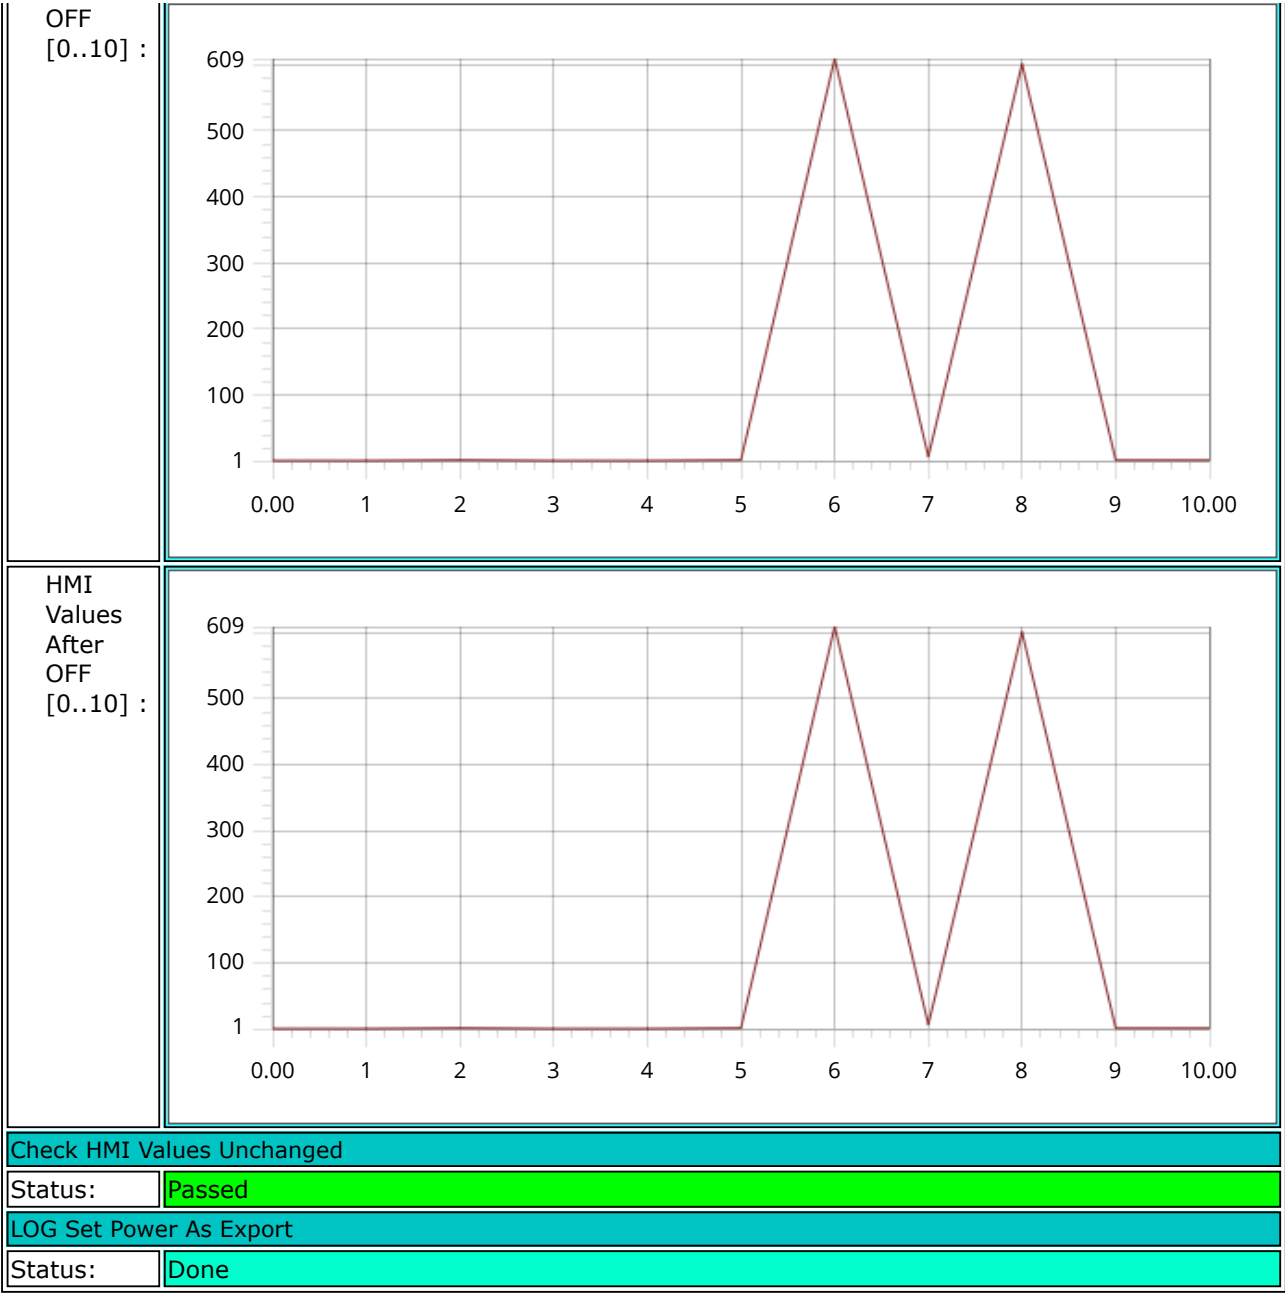 OFF
[0..10] :
609
500
400
300
200
100
1
0.00 1 2 3 4 5 6 7 8 9 10.00
HMI
Values
After
OFF
[0..10] :
609
500
400
300
200
100
1
0.00 1 2 3 4 5 6 7 8 9 10.00
Check HMI Values Unchanged
Status: Passed
LOG Set Power As Export
Status: Done